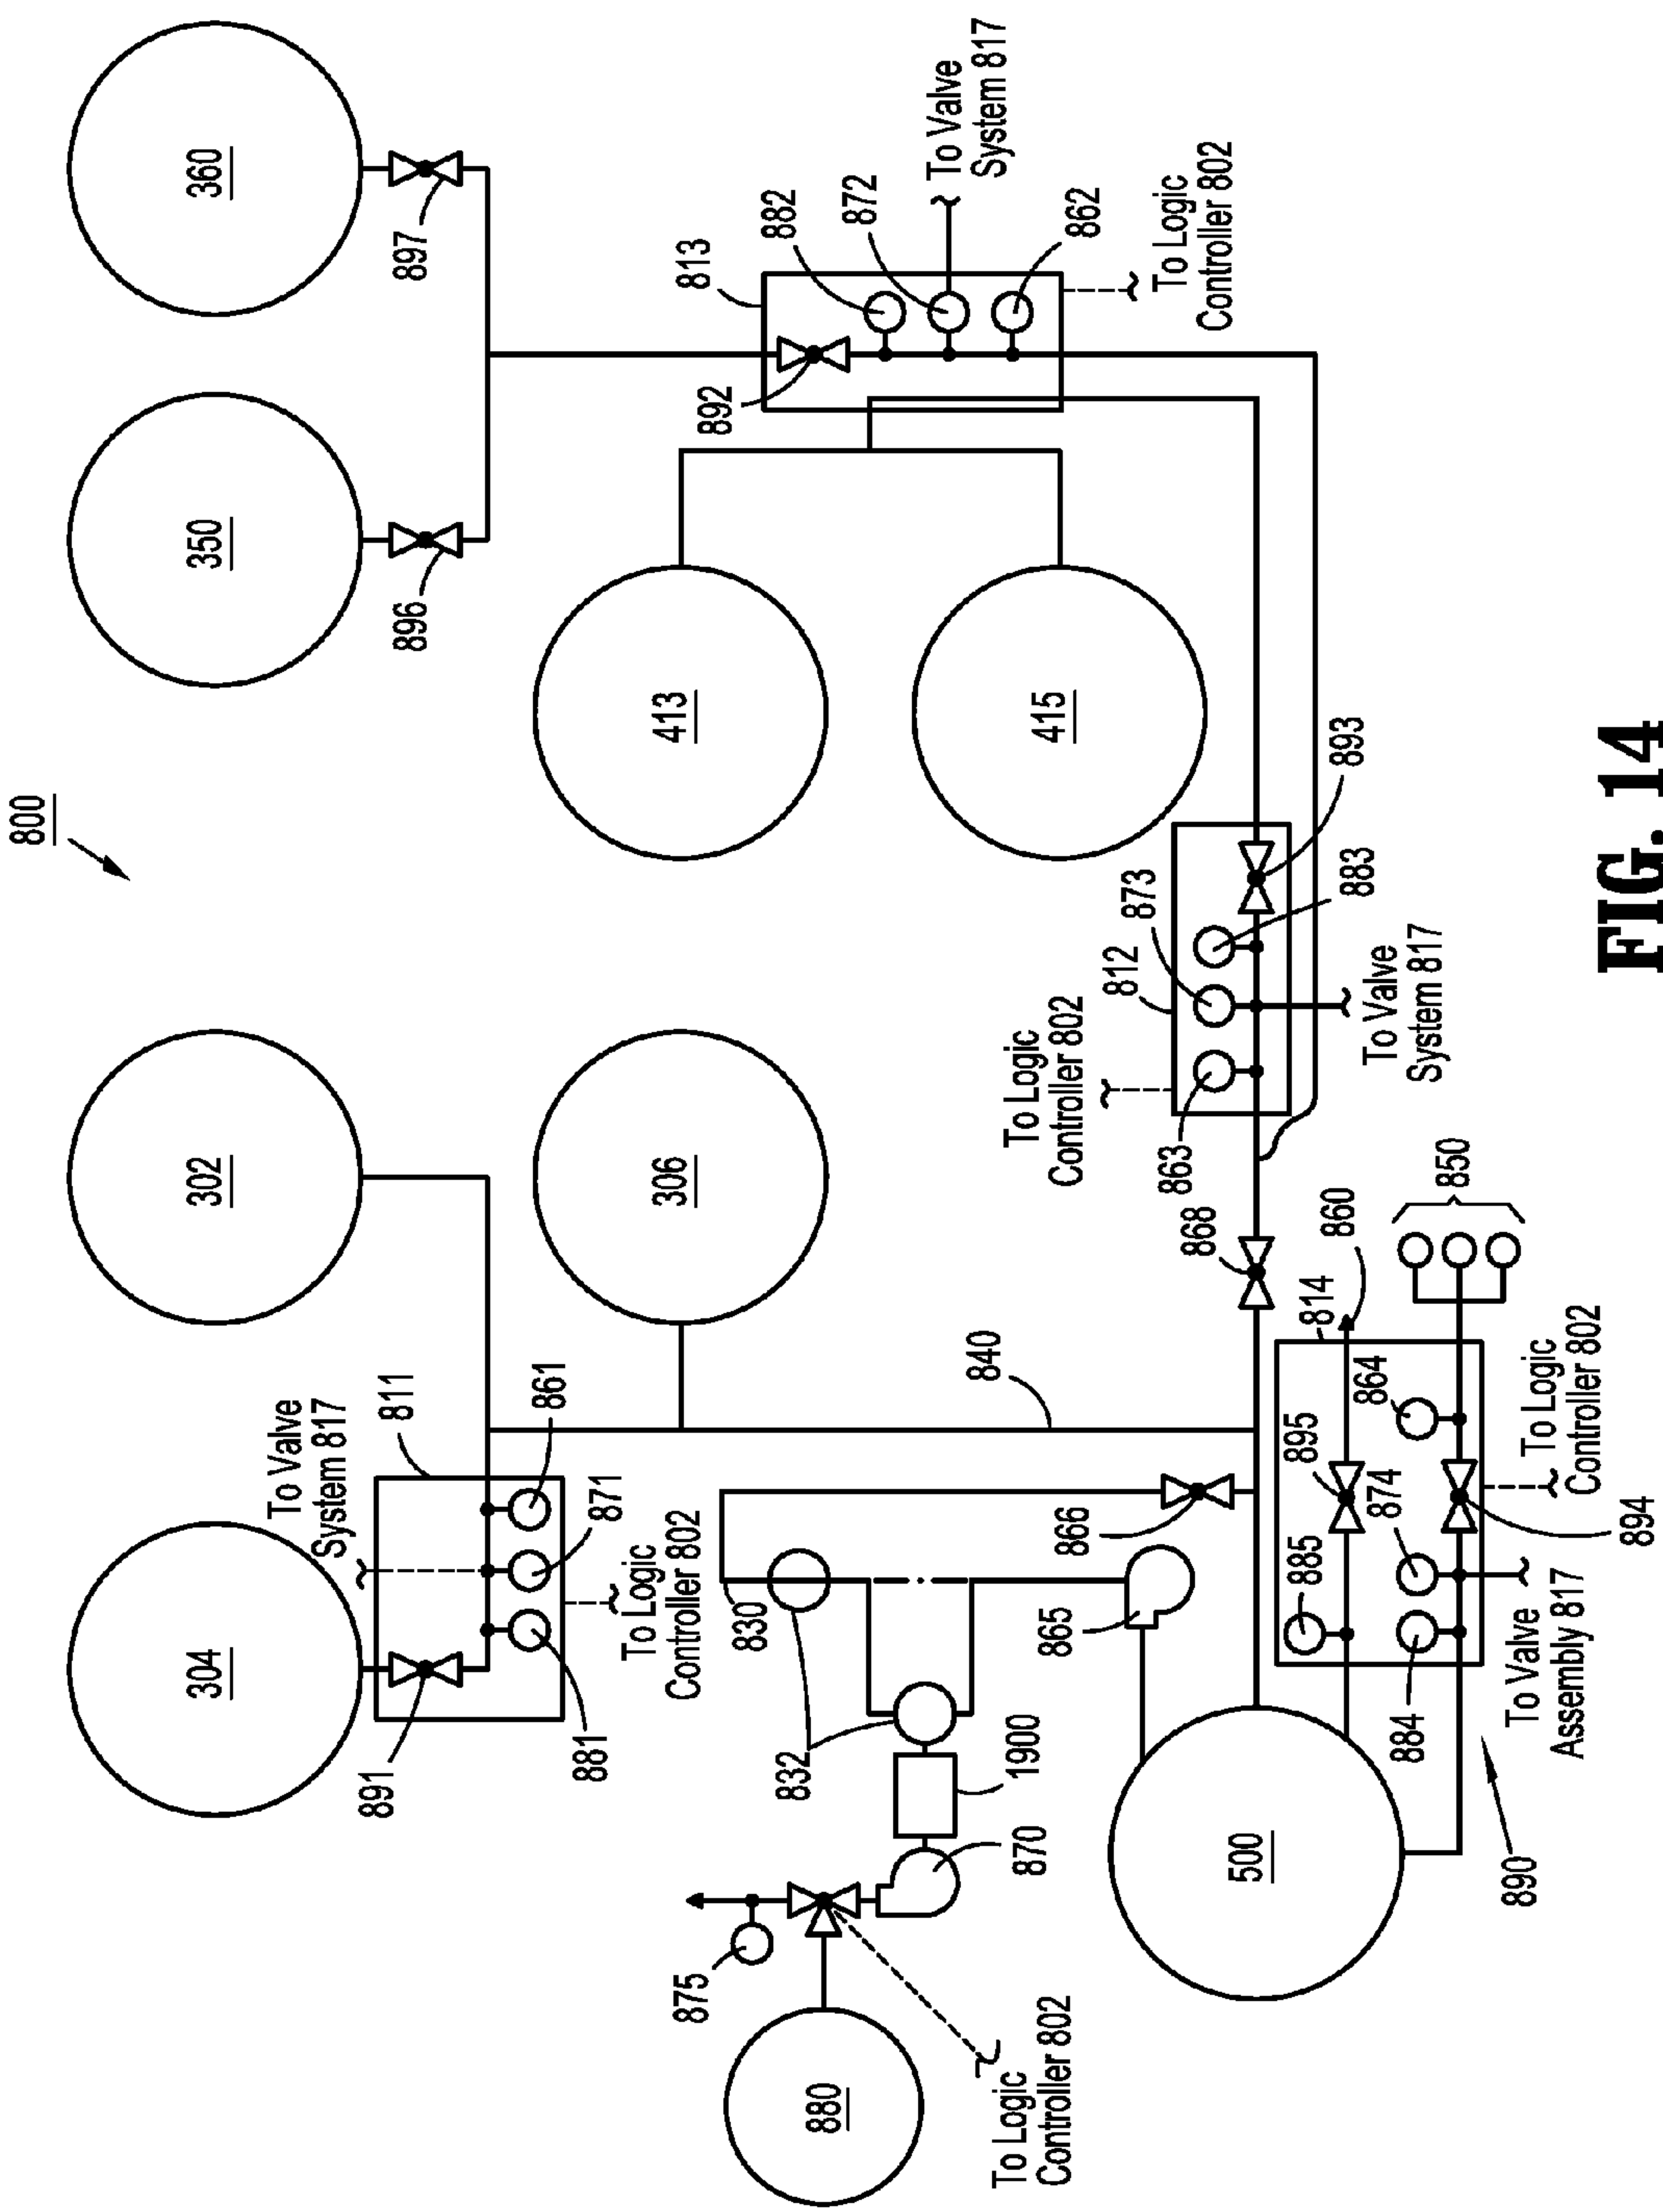 800
304
302
350
360
To Valve
System 817
811
861
871
881
891
To Logic
Controller 802
896
897
813
882
872
862
892
To Valve
System 817
To Logic
Controller 802
306
413
415
875
880
870
1900
832
830
865
866
840
868
To Logic
Controller 802
To Logic
Controller 802
812
873
863
883
893
To Valve
System 817
500
885
895
814
860
884
874
864
850
894
890
To Valve
Assembly 817
To Logic
Controller 802
FIG. 14